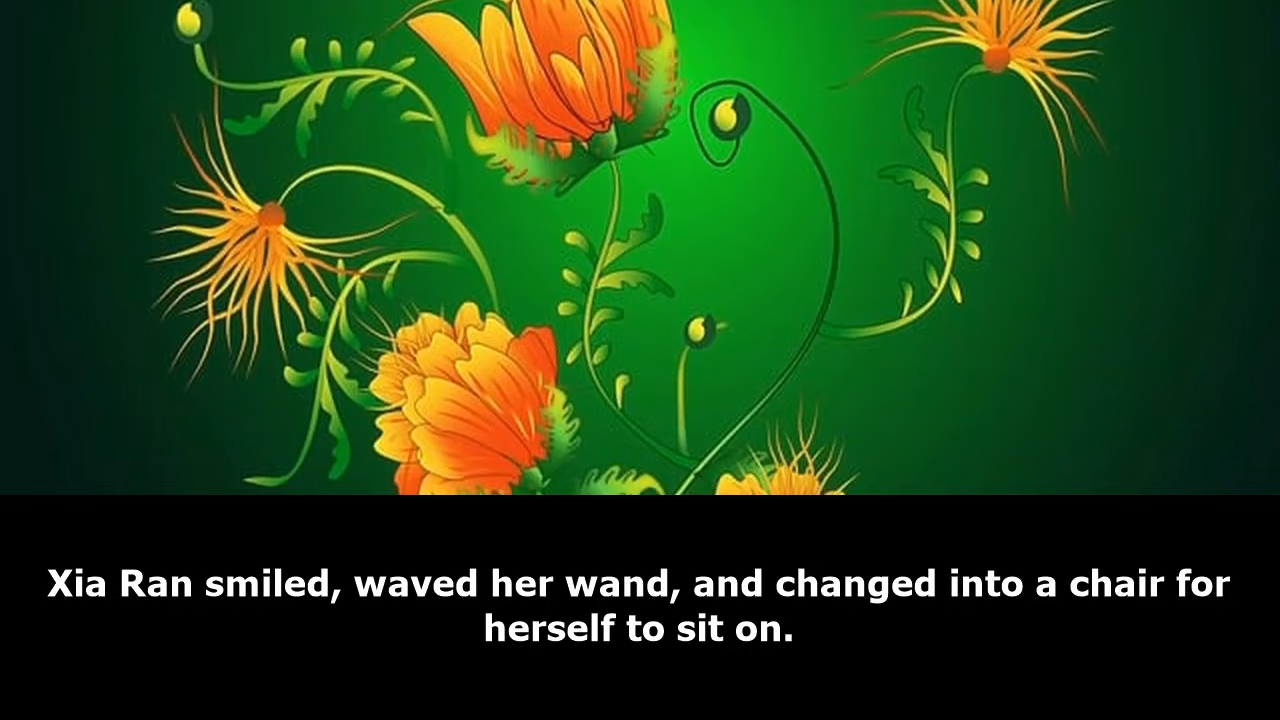 Xia Ran smiled, waved her wand, and changed into a chair for
herself to sit on.